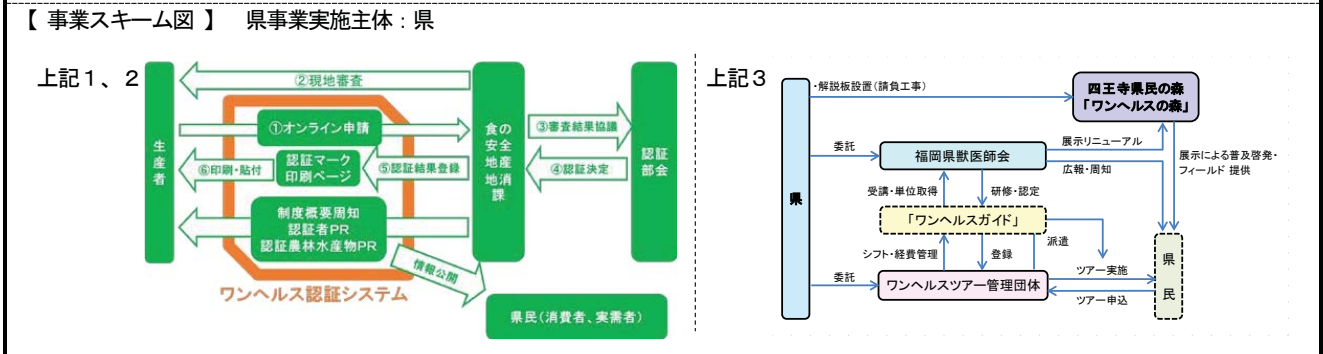 【 事業スキーム図 】　県事業実施主体：県
上記１、２
生産者
②現地審査
①オンライン申請
認証マーク
印刷ページ
⑥印刷・貼付
⑤認証結果登録
制度概要周知
認証者PR
認証農林水産物PR
食の安全・地産地消課
③審査結果協議
④認証決定
認証部会
情報公開
ワンヘルス認証システム
県民(消費者、実需者)
上記３
県
・解説板設置(請負工事)
四王寺県民の森
「ワンヘルスの森」
委託
福岡県獣医師会
展示リニューアル
広報・周知
展示による普及啓発・
フィールド 提供
受講・単位取得
研修・認定
「ワンヘルスガイド」
シフト・経費管理
登録
派遣
委託
ワンヘルスツアー管理団体
ツアー実施
ツアー申込
県民